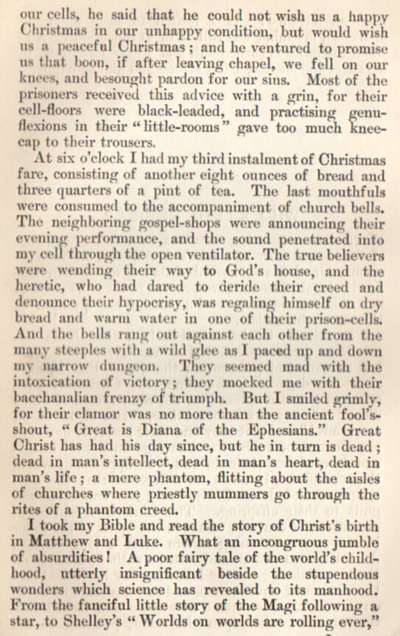 our cells, he said that he could not wish us a happy
Christmas in our unhappy condition, but would wish
us a peaceful Christmas; and he ventured to promise
us that boon, if after leaving chapel, we fell on our
knees, and besought pardon for our sins. Most of the
prisoners received this advice with a grin, for their
cell-floors were black-leaded, and practising genu-
flexions in their "little-rooms" gave too much knee-
cap to their trousers.
At six o'clock I had my third instalment of Christmas
fare, consisting of another eight ounces of bread and
three quarters of a pint of tea. The last mouthfuls
were consumed to the accompaniment of church bells.
The neighboring gospel-shops were announcing their
evening performance, and the sound penetrated into
my cell through the open ventilator. The true believers
were wending their way to God's house, and the
heretic, who had dared to deride their creed and
denounce their hypocrisy, was regaling himself on dry
bread and warm water in one of their prison-cells.
And the bells rang out against each other from the
many steeples with a wild glee as I paced up and down
my narrow dungeon. They seemed mad with the
intoxication of victory; they mocked me with their
bacchanalian frenzy of triumph. But I smiled grimly,
for their clamor was no more than the ancient fool's-
shout, "Great is Diana of the Ephesians." Great
Christ has had his day since, but he in turn is dead;
dead in man's intellect, dead in man's heart, dead in
man's life; a mere phantom, flitting about the aisles
of churches where priestly mummers go through the
rites of a phantom creed.
I took my Bible and read the story of Christ's birth
in Matthew and Luke. What an incongruous jumble
of absurdities! A poor fairy tale of the world's child-
hood, utterly insignificant beside the stupendous
wonders which science has revealed to its manhood.
From the fanciful little story of the Magi following a
star, to Shelley's "Worlds on worlds are rolling ever,"